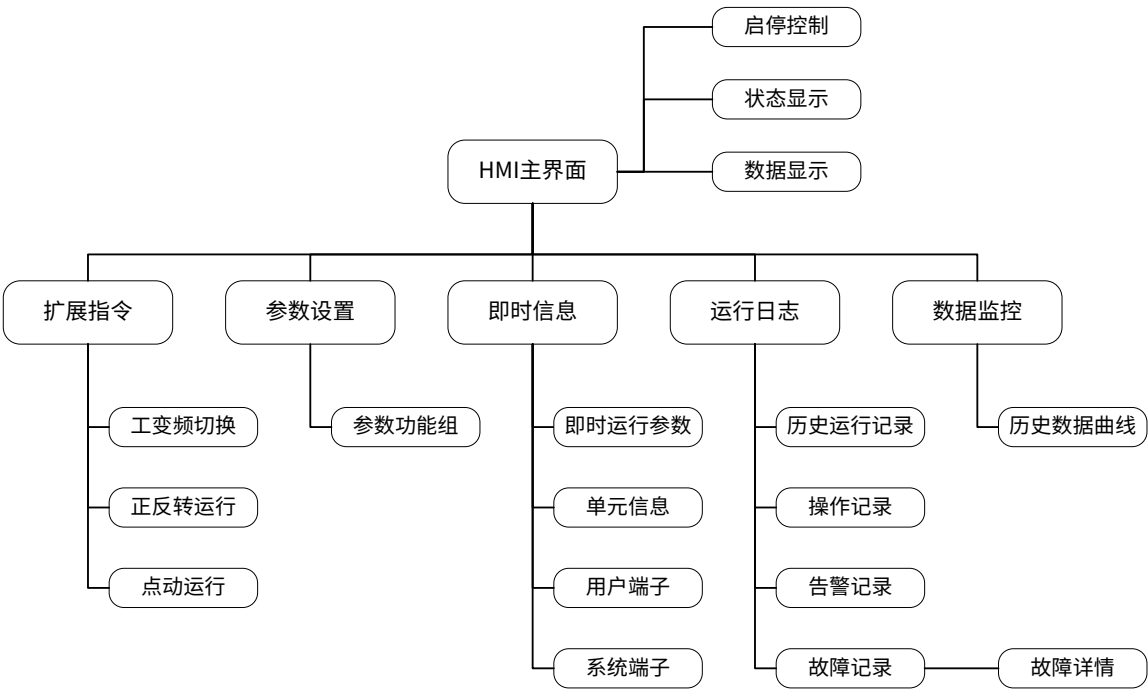 启停控制
状态显示
HMI主界面
数据显示
扩展指令
参数设置
即时信息
运行日志
数据监控
工变频切换
参数功能组
即时运行参数
历史运行记录
历史数据曲线
正反转运行
单元信息
操作记录
点动运行
用户端子
告警记录
系统端子
故障记录
故障详情